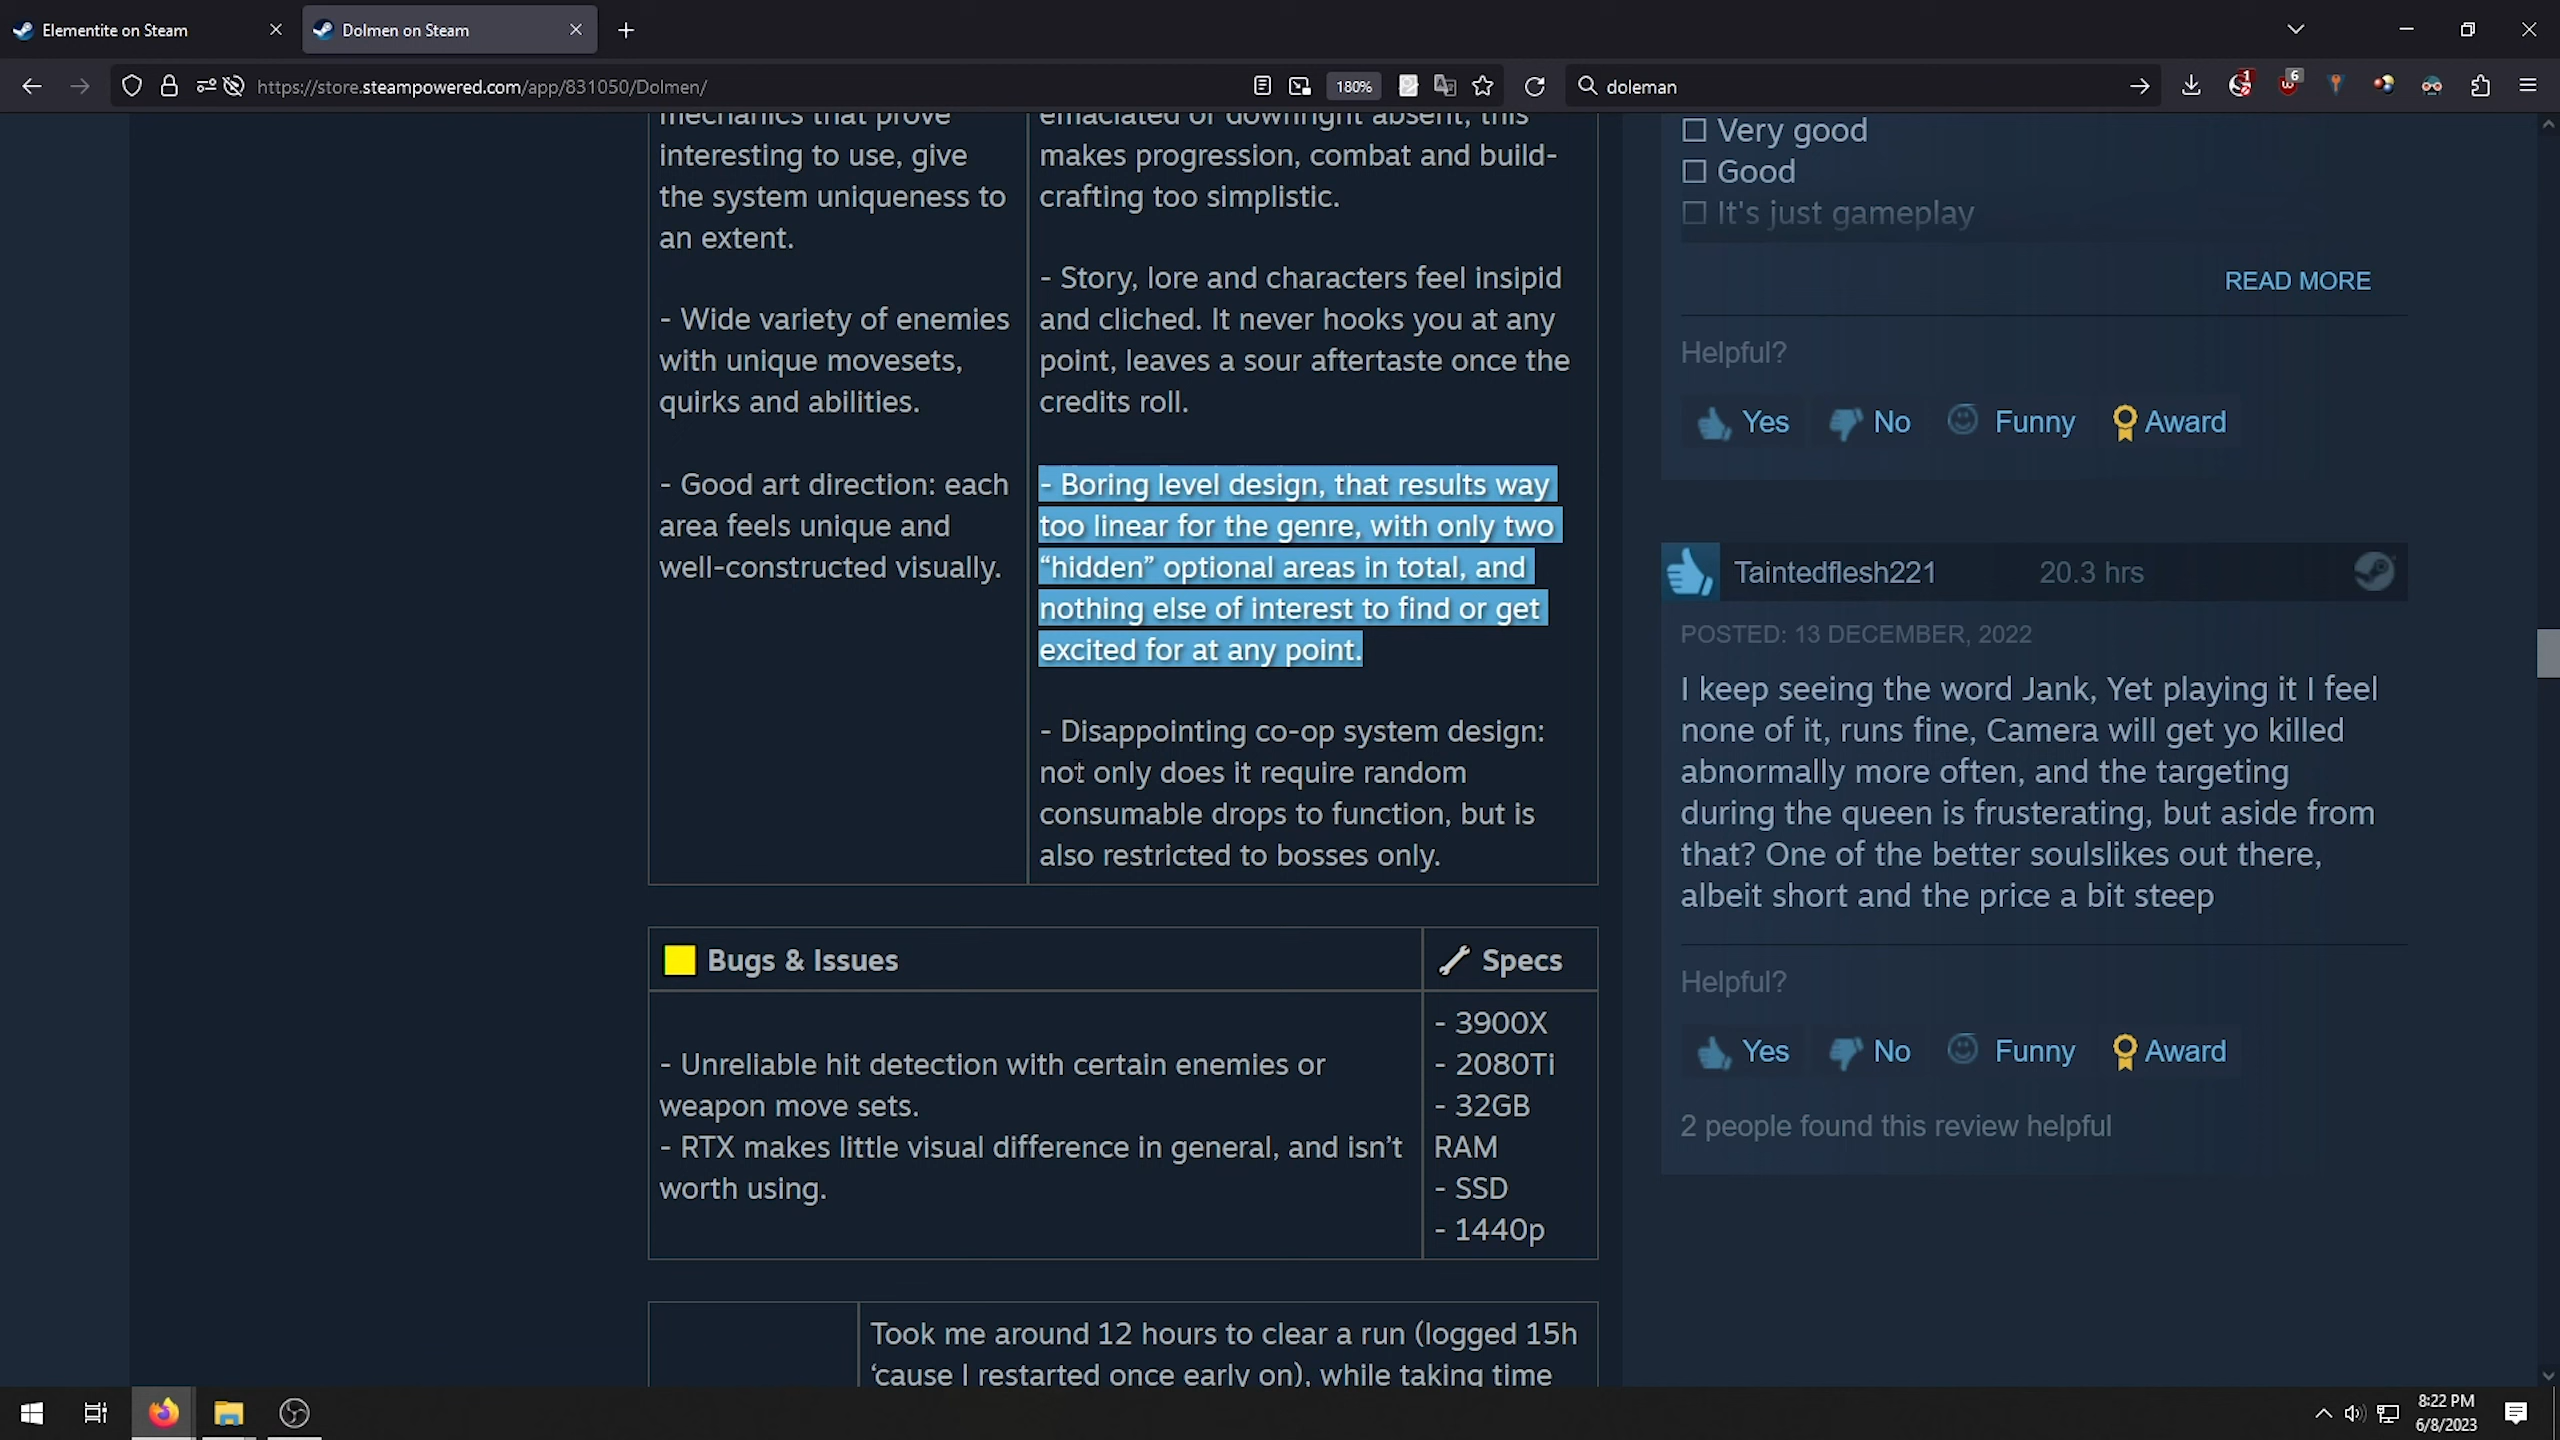 Elementite on Steam
Dolmen on Steam
https://store.steampowered.com/app/831050/Dolmen/
180%
doleman
1
6
mechanics that prove
interesting to use, give
the system uniqueness to
an extent.
- Wide variety of enemies
with unique movesets,
quirks and abilities.
- Good art direction: each
area feels unique and
well-constructed visually.
emaciated or downright absent, this
makes progression, combat and build-
crafting too simplistic.
- Story, lore and characters feel insipid
and cliched. It never hooks you at any
point, leaves a sour aftertaste once the
credits roll.
- Boring level design, that results way
too linear for the genre, with only two
“hidden” optional areas in total, and
nothing else of interest to find or get
excited for at any point.
- Disappointing co-op system design:
not only does it require random
consumable drops to function, but is
also restricted to bosses only.
Bugs & Issues
Specs
- Unreliable hit detection with certain enemies or
weapon move sets.
- RTX makes little visual difference in general, and isn’t
worth using.
- 3900X
- 2080Ti
- 32GB
RAM
- SSD
- 1440p
Took me around 12 hours to clear a run (logged 15h
‘cause I restarted once early on), while taking time
Very good
Good
It's just gameplay
READ MORE
Helpful?
Yes
No
Funny
Award
Taintedflesh221
20.3 hrs
POSTED: 13 DECEMBER, 2022
I keep seeing the word Jank, Yet playing it I feel
none of it, runs fine, Camera will get yo killed
abnormally more often, and the targeting
during the queen is frusterating, but aside from
that? One of the better soulslikes out there,
albeit short and the price a bit steep
Helpful?
Yes
No
Funny
Award
2 people found this review helpful
8:22 PM
6/8/2023